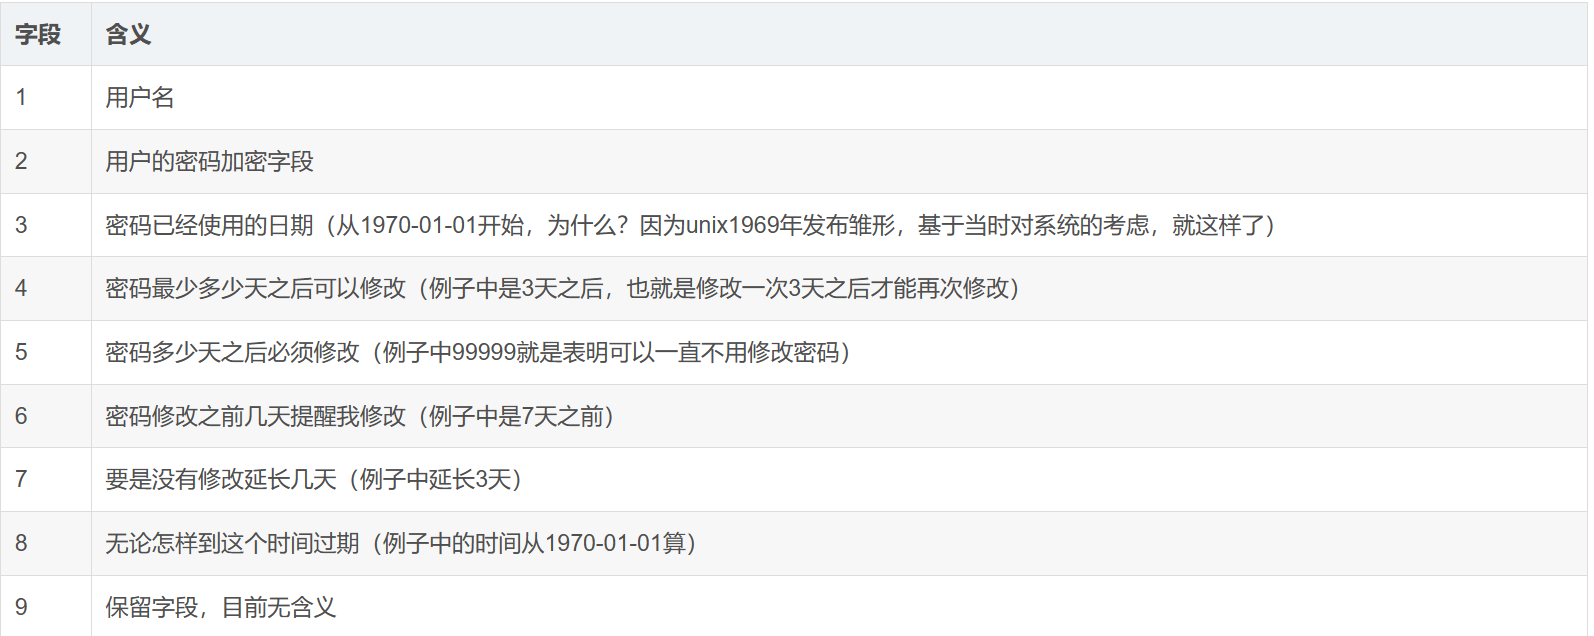 字段 含义
1 用户名
2 用户的密码加密字段
3 密码已经使用的日期（从1970-01-01开始，为什么？因为unix1969年发布雏形，基于当时对系统的考虑，就这样了）
4 密码最少多少天之后可以修改（例子中是3天之后，也就是修改一次3天之后才能再次修改）
5 密码多少天之后必须修改（例子中99999就是表明可以一直不用修改密码）
6 密码修改之前几天提醒我修改（例子中是7天之前）
7 要是没有修改延长几天（例子中延长3天）
8 无论怎样到这个时间过期（例子中的时间从1970-01-01算）
9 保留字段，目前无含义